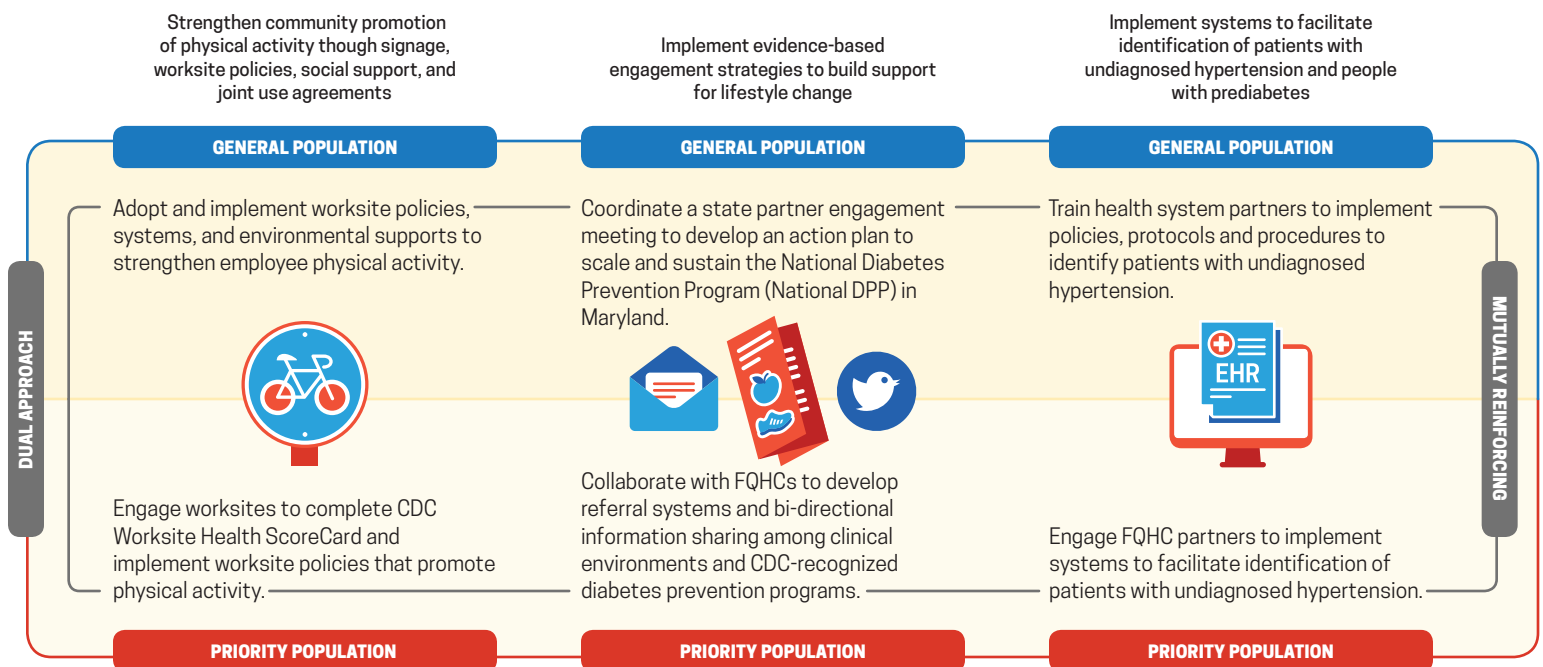 Strengthen community promotion
of physical activity though signage,
worksite policies, social support, and
joint use agreements
Implement evidence-based
engagement strategies to build support
for lifestyle change
Implement systems to facilitate
identification of patients with
undiagnosed hypertension and people
with prediabetes
GENERAL POPULATION
GENERAL POPULATION
GENERAL POPULATION
DUAL APPROACH
Adopt and implement worksite policies,
systems, and environmental supports to
strengthen employee physical activity.
Coordinate a state partner engagement
meeting to develop an action plan to
scale and sustain the National Diabetes
Prevention Program (National DPP) in
Maryland.
Train health system partners to implement
policies, protocols and procedures to
identify patients with undiagnosed
hypertension.
EHR
MUTUALLY REINFORCING
Engage worksites to complete CDC
Worksite Health ScoreCard and
implement worksite policies that promote
physical activity.
Collaborate with FQHCs to develop
referral systems and bi-directional
information sharing among clinical
environments and CDC-recognized
diabetes prevention programs.
Engage FQHC partners to implement
systems to facilitate identification of
patients with undiagnosed hypertension.
PRIORITY POPULATION
PRIORITY POPULATION
PRIORITY POPULATION